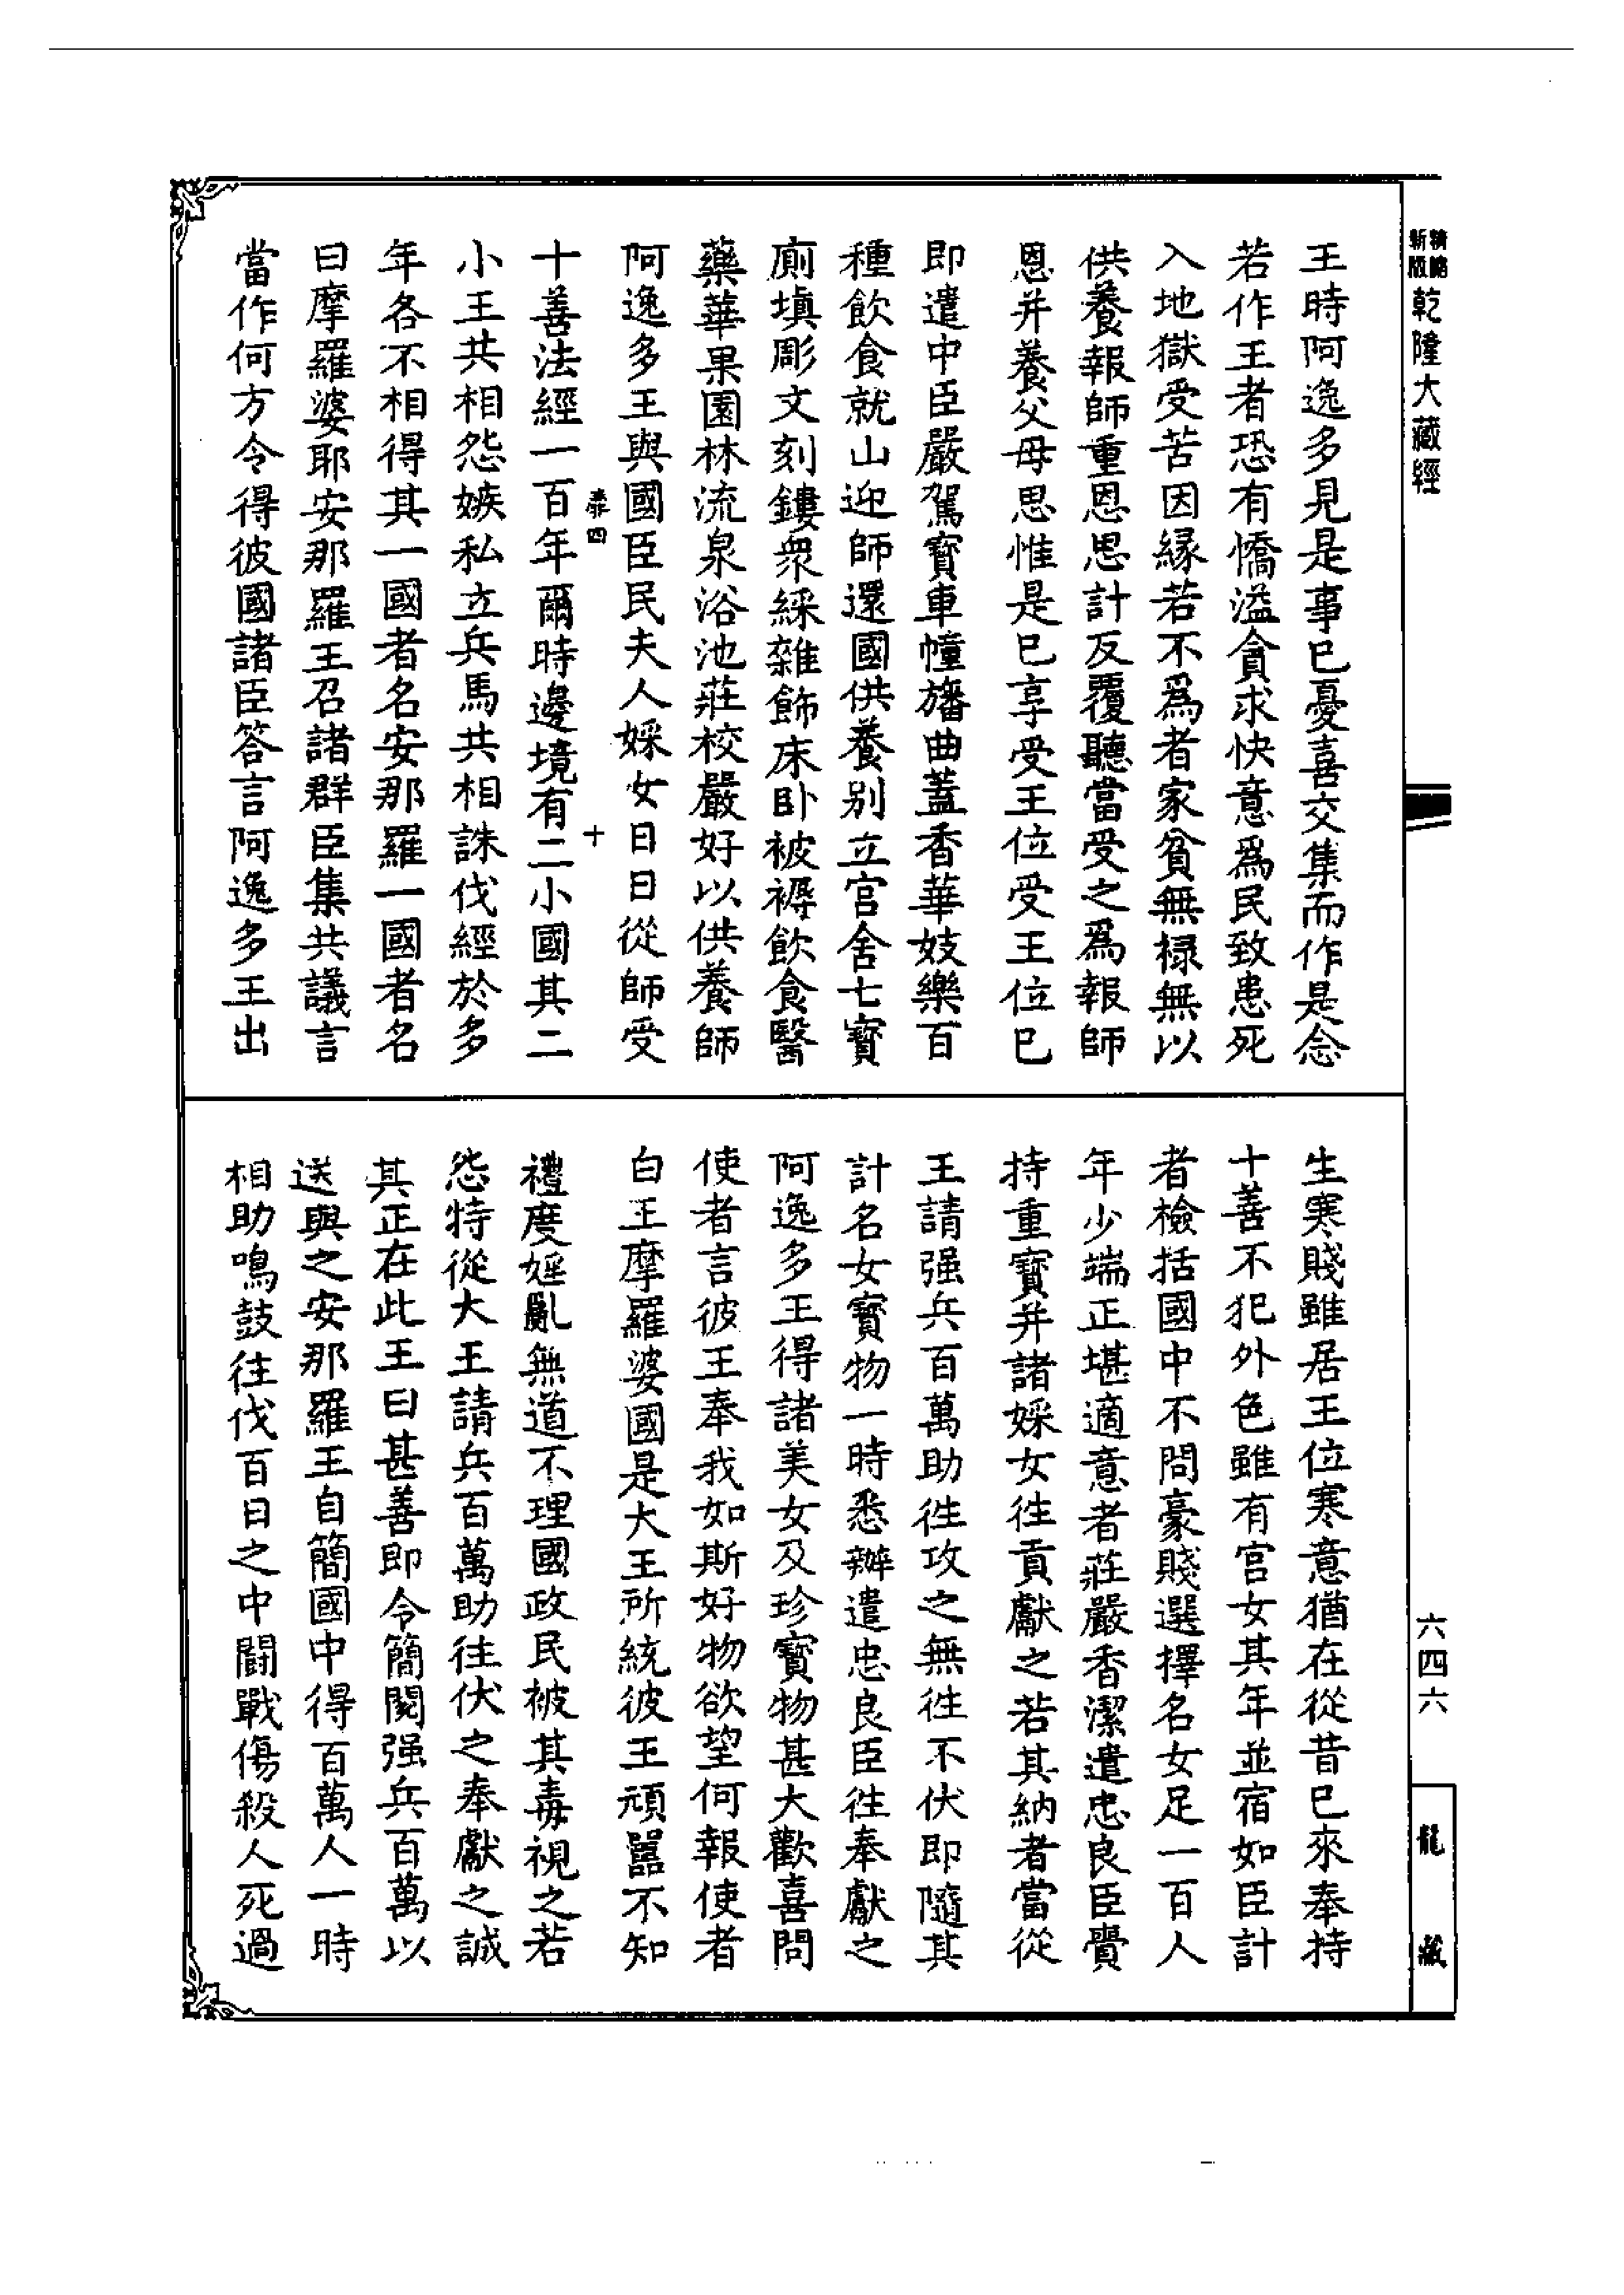 新版
精略
乾隆大藏經
六四六
龍藏
王時阿逸多見是事已憂喜交集而作是念
若作王者恐有憍溢貪求快意爲民致患死
入地獄受苦因緣若不爲者家貧無祿無以
供養報師重恩思計反覆聽當受之爲報師
恩并養父母思惟是已享受王位受王位已
即遣中臣嚴駕寶車幢旛曲蓋香華妓樂百
種飲食就山迎師還國供養別立宫舍七寳
廁塡彫文刻鏤衆綵雜飾床卧被褥飲食醫
藥華果園林流泉浴池莊校嚴好以供養師
阿逸多王與國臣民夫人婇女日日從師受
四
十
十善法經一百年爾時邊境有二小國其二
小王共相怨嫉私立兵馬共相誅伐經於多
年各不相得其一國者名安那羅一國者名
曰摩羅婆耶安那羅王召諸群臣集共議言
當作何方令得彼國諸臣答言阿逸多王出
生寒賤雖居王位寒意猶在從昔已來奉持
十善不犯外色雖有宫女其年並宿如臣計
者檢括國中不問豪賤選擇名女足一百人
年少端正堪適意者莊嚴香潔遣忠良臣賷
持重寳并諸婇女徃貢獻之若其納者當從
王請强兵百萬助徃攻之無徃不伏即隨其
計名女寳物一時悉辦遣忠良臣徃奉獻之
阿逸多王得諸美女及珍寳物甚大歡喜問
使者言彼王奉我如斯好物欲望何報使者
白王摩羅婆國是大王所統彼王頑嚚不知
禮度婬亂無道不理國政民被其毒視之若
怨特從大王請兵百萬助往伏之奉獻之誠
其正在此王曰甚善即令簡閱强兵百萬以
送與之安那羅王自簡國中得百萬人一時
相助鳴鼓往伐百日之中鬬戰傷殺人死過